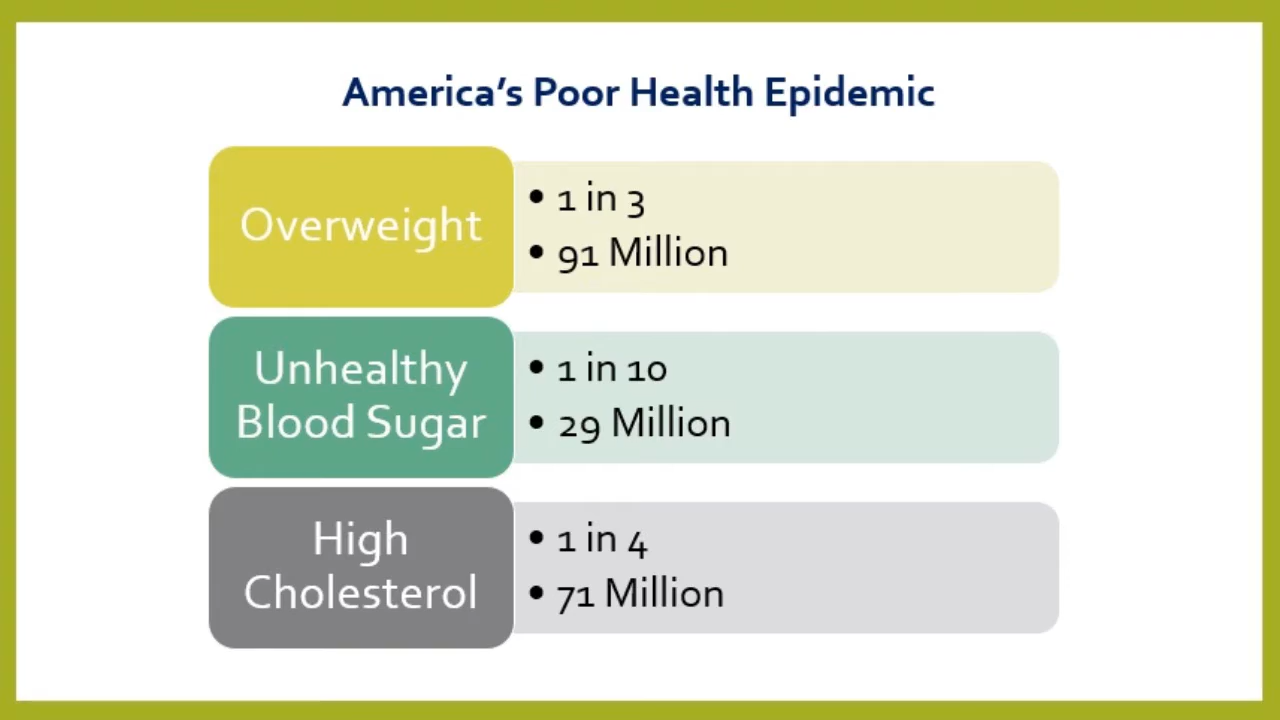 America’s Poor Health Epidemic
Overweight
• 1 in 3
• 91 Million
Unhealthy
Blood Sugar
• 1 in 10
• 29 Million
High
Cholesterol
• 1 in 4
• 71 Million